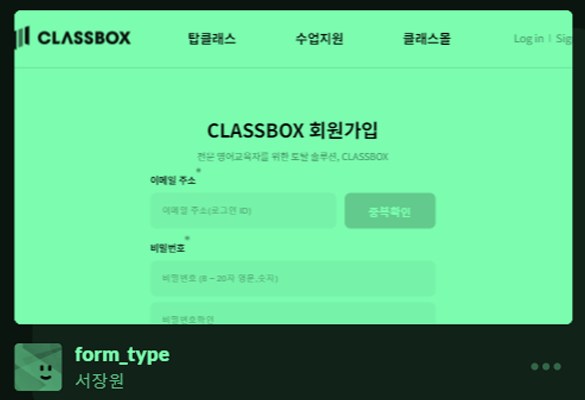 CLASSBOX 탑클래스 수업지원 클래스몰 Log in | Sig
CLASSBOX 회원가입
전문 영어교육자를 위한 토탈 솔루션, CLASSBOX
이메일 주소*
이메일 주소(로그인 ID) 중복확인
비밀번호*
비밀번호 (8 ~ 20자 영문,숫자)
비밀번호확인
form_type
서장원